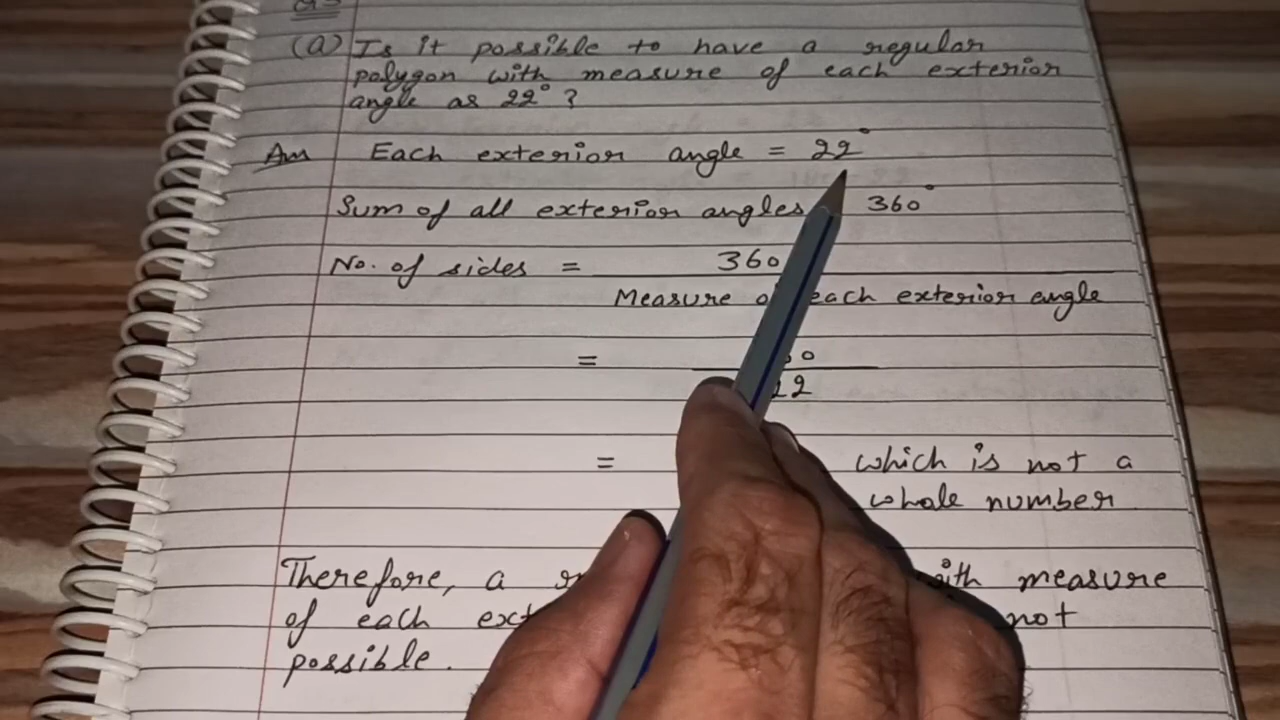 (a) Is it possible to have a regular
polygon with measure of each exterior
angle as 22° ?
Ans Each exterior angle = 22°
Sum of all exterior angles 360°
No. of sides = 360
Measure of each exterior angle
=
22
= which is not a
whole number
Therefore, a with measure
of each not
possible.